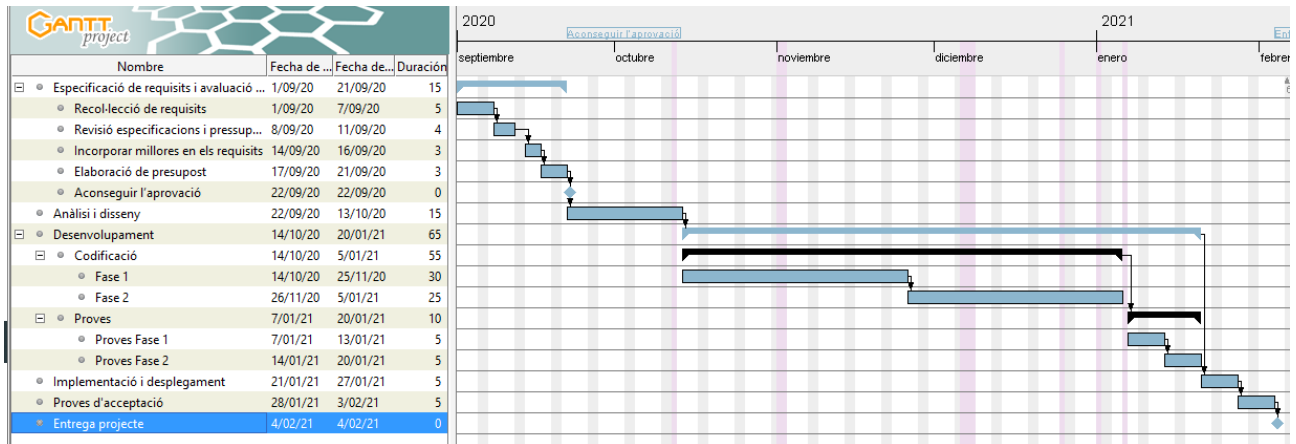 GANTT
project
2020
2021
Aconseguir l'aprovació
Ent
septiembre octubre noviembre diciembre enero febrer
Nombre Fecha de ... Fecha de... Duración
Especificació de requisits i avaluació ... 1/09/20 21/09/20 15
Recol·lecció de requisits 1/09/20 7/09/20 5
Revisió especificacions i pressup... 8/09/20 11/09/20 4
Incorporar millores en els requisits 14/09/20 16/09/20 3
Elaboració de presupost 17/09/20 21/09/20 3
Aconseguir l'aprovació 22/09/20 22/09/20 0
Anàlisi i disseny 22/09/20 13/10/20 15
Desenvolupament 14/10/20 20/01/21 65
Codificació 14/10/20 5/01/21 55
Fase 1 14/10/20 25/11/20 30
Fase 2 26/11/20 5/01/21 25
Proves 7/01/21 20/01/21 10
Proves Fase 1 7/01/21 13/01/21 5
Proves Fase 2 14/01/21 20/01/21 5
Implementació i desplegament 21/01/21 27/01/21 5
Proves d'acceptació 28/01/21 3/02/21 5
Entrega projecte 4/02/21 4/02/21 0